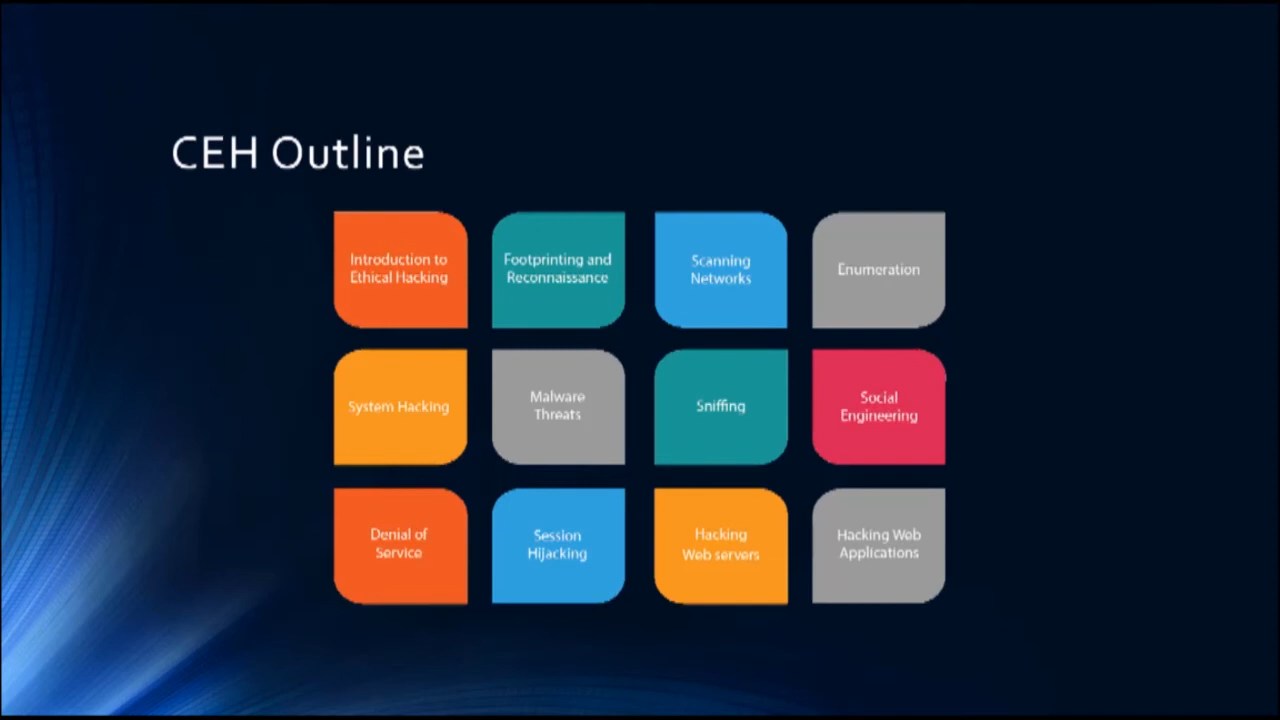 CEH Outline
Introduction to
Ethical Hacking
Footprinting and
Reconnaissance
Scanning
Networks
Enumeration
System Hacking
Malware
Threats
Sniffing
Social
Engineering
Denial of
Service
Session
Hijacking
Hacking
Web servers
Hacking Web
Applications